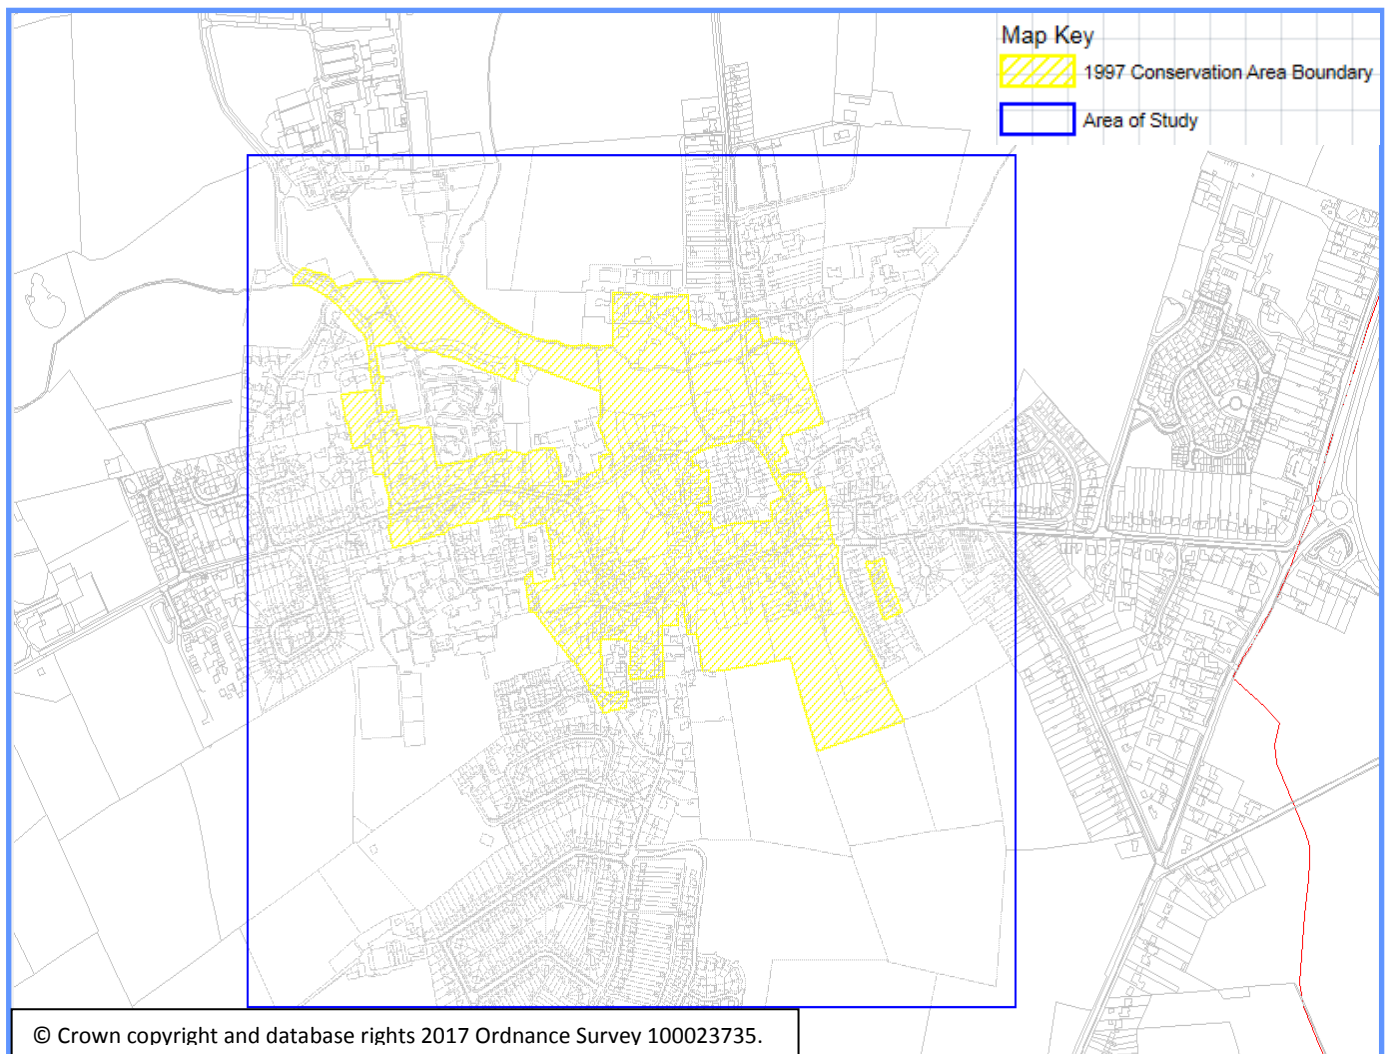 Map Key
1997 Conservation Area Boundary
Area of Study
© Crown copyright and database rights 2017 Ordnance Survey 100023735.